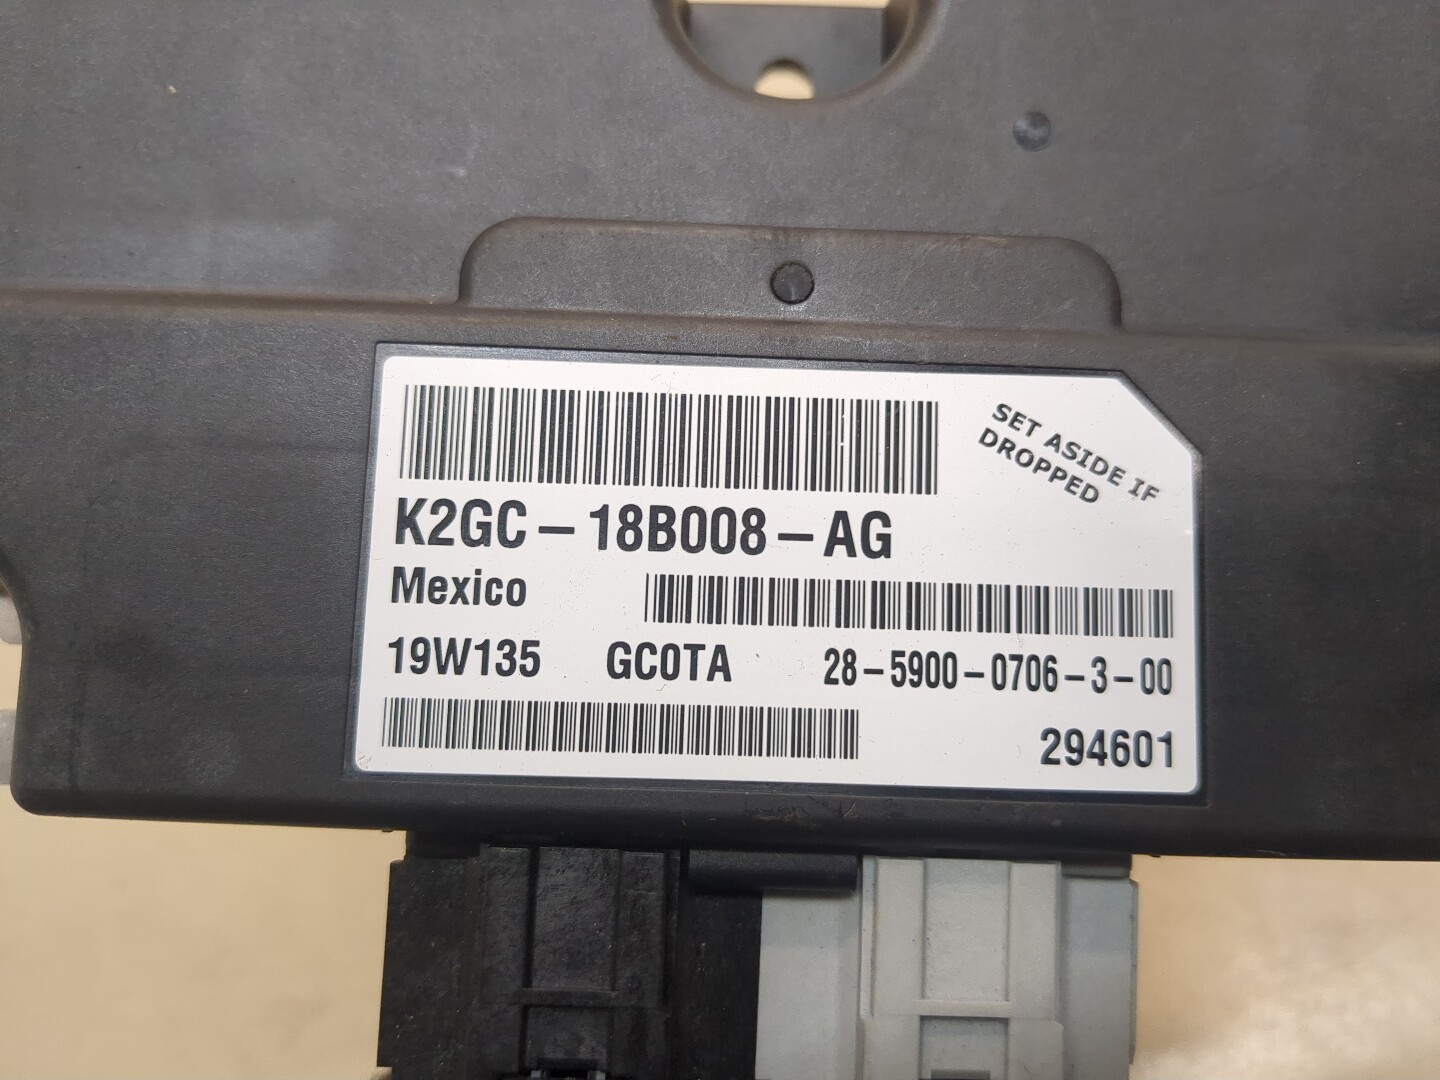 SET ASIDE IF
DROPPED
K2GC-18B008-AG
Mexico
19W135 GC0TA 28-5900-0706-3-00
294601